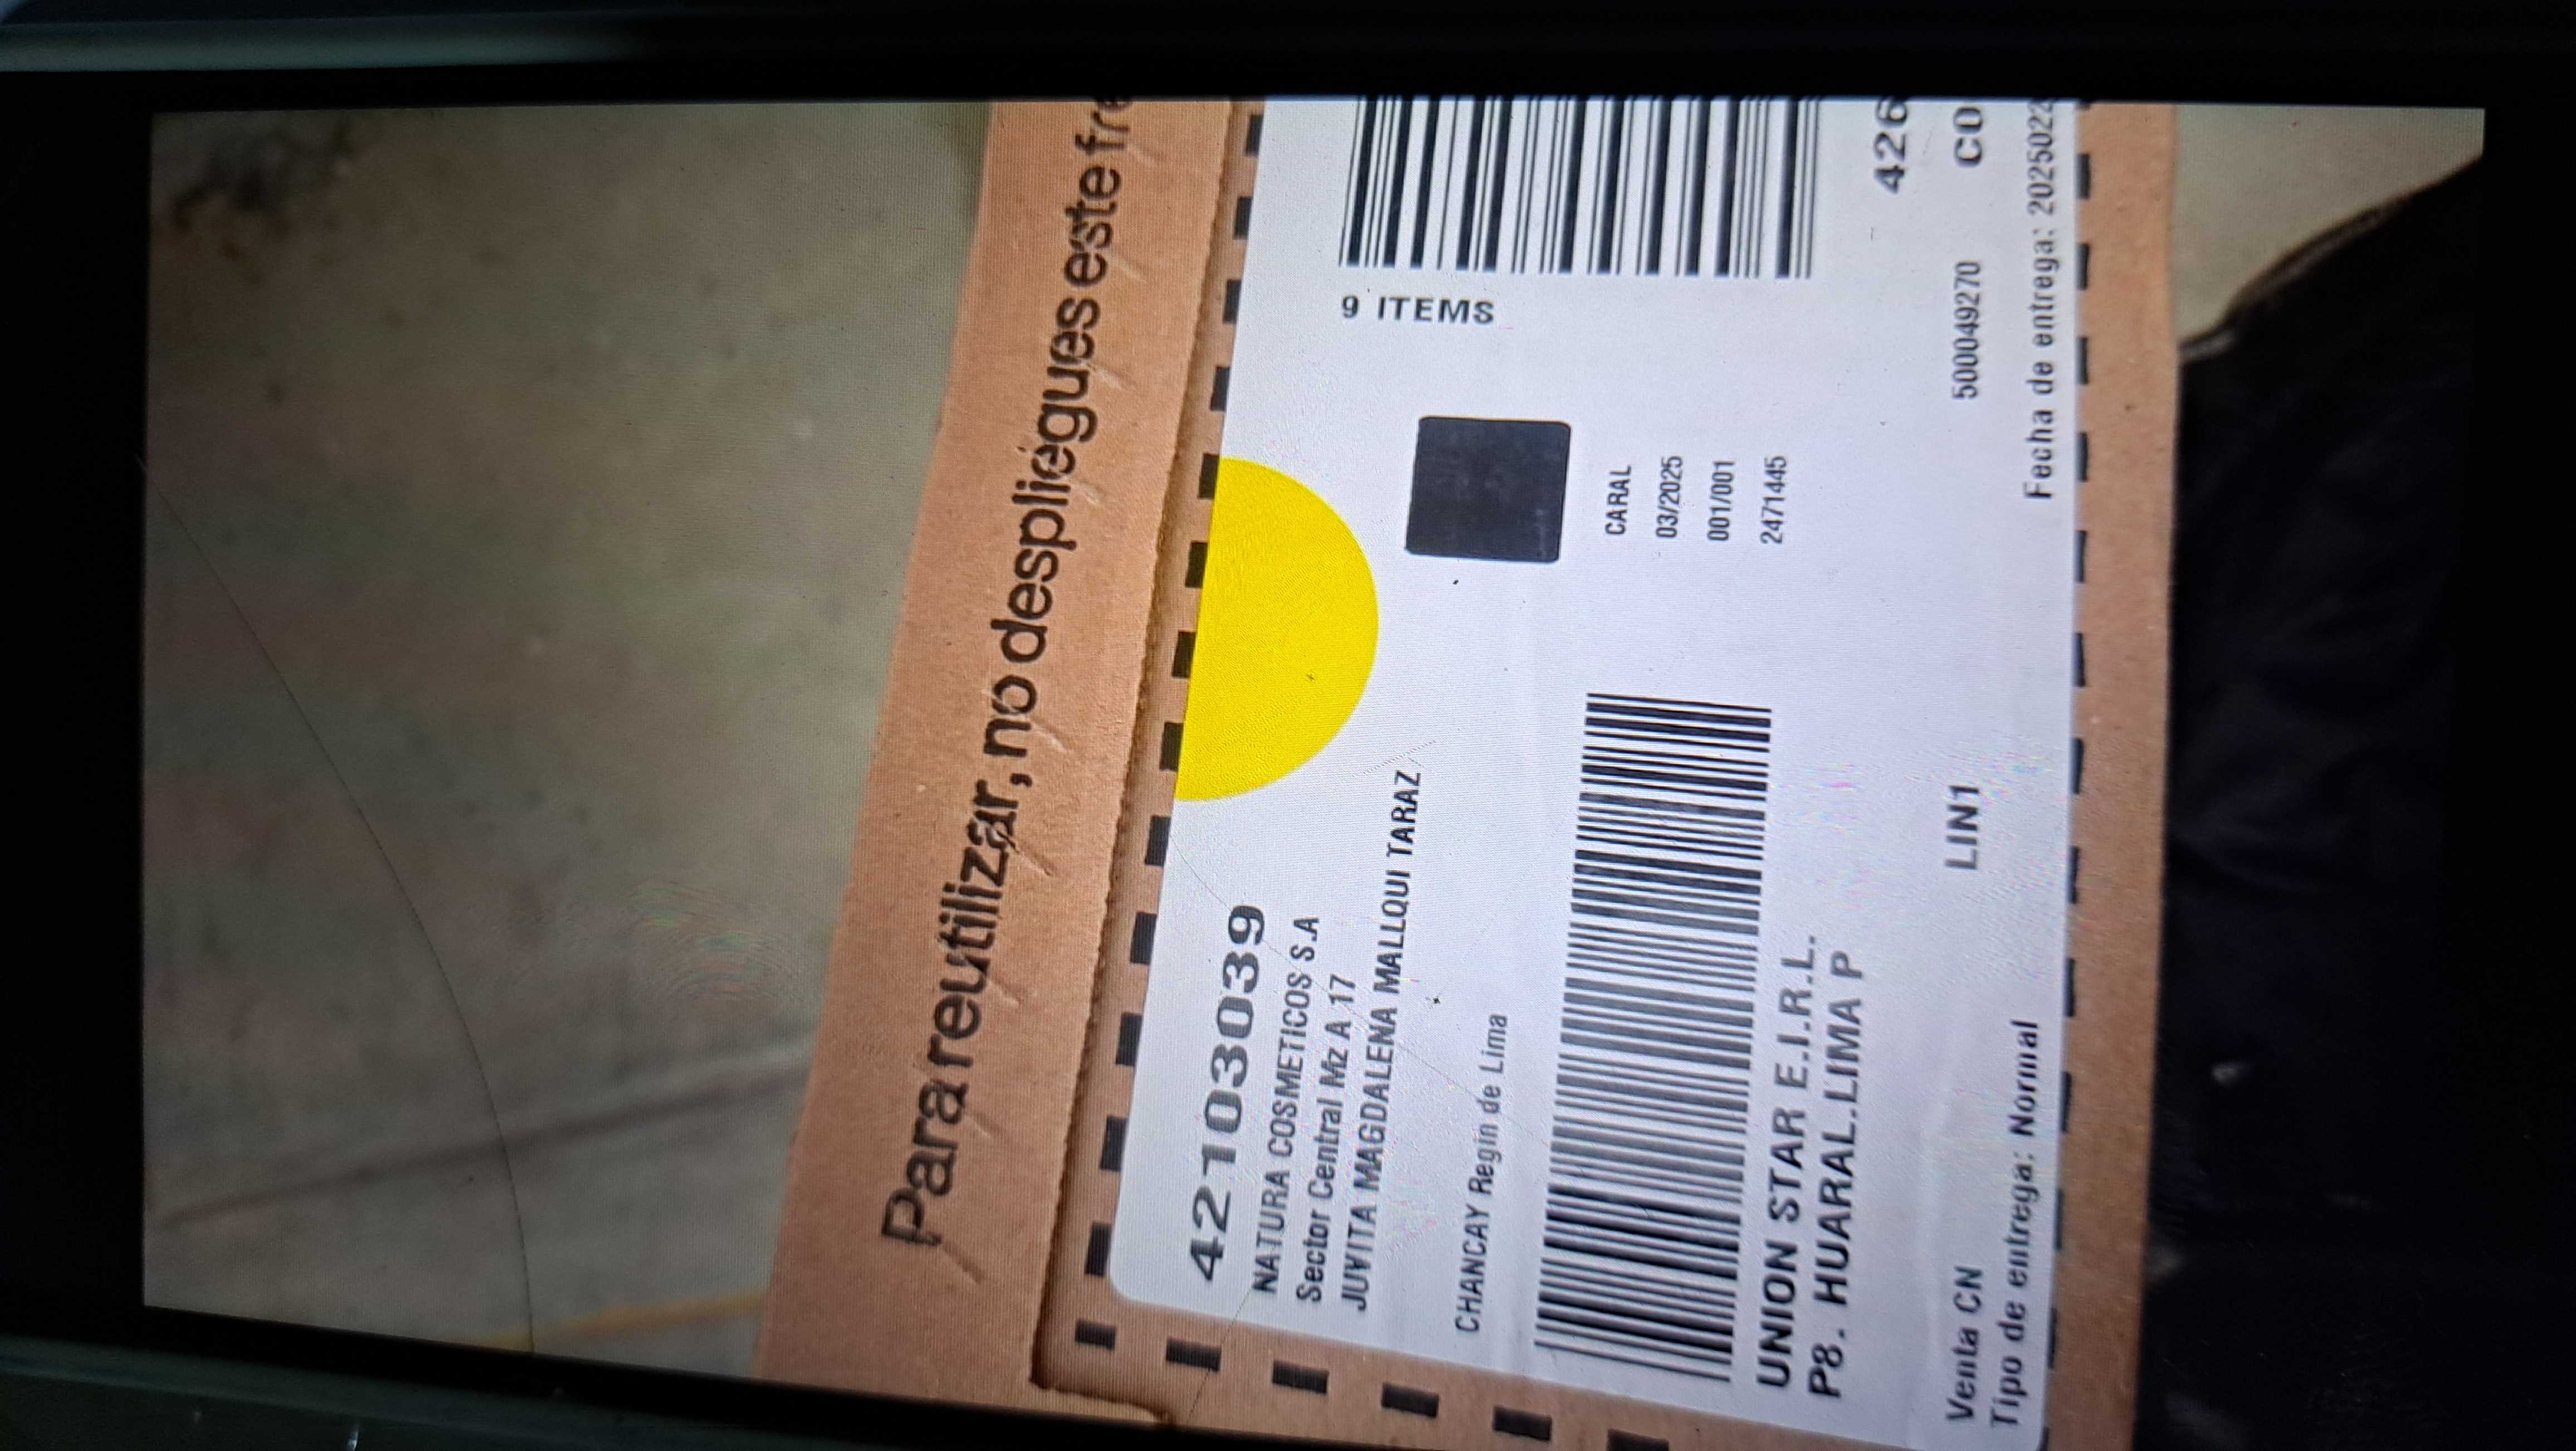 Para reutilizar, no despliegues este fre
42103039
NATURA COSMETICOS S.A
Sector Central Mz A 17
JUVITA MAGDALENA MALLQUI TARAZ
CHANCAY Regin de Lima
9 ITEMS
CARAL
03/2025
001/001
2471445
UNION STAR E.I.R.L.
P8. HUARAL.LIMA P
426
Venta CN LIN1 500049270 CO
Tipo de entrega: Normal Fecha de entrega: 2025022